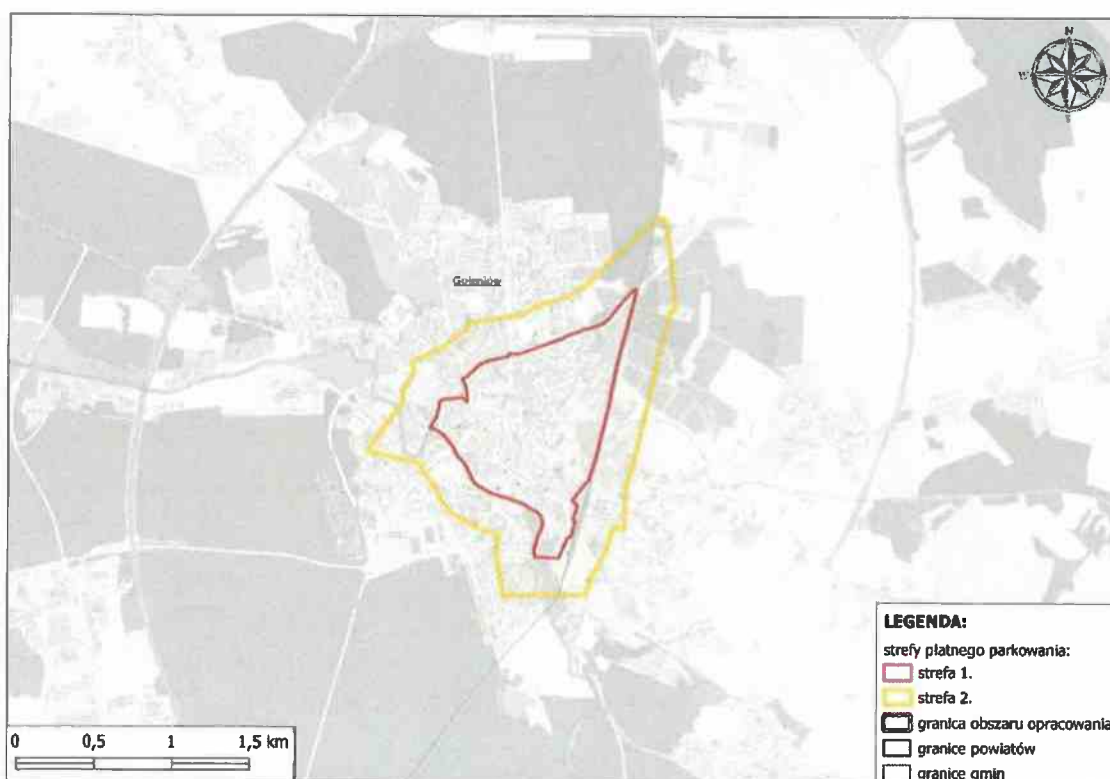 N
W
Goleniów
LEGENDA:
strefy płatnego parkowania:
strefa 1.
strefa 2.
granica obszaru opracowania
granice powiatów
granice gmin
0 0,5 1 1,5 km